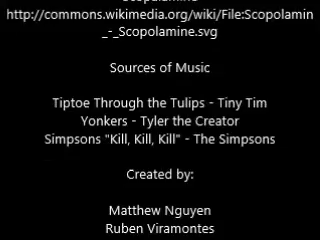 Scopolamine
http://commons.wikimedia.org/wiki/File:Scopolamin
_-_Scopolamine.svg
Sources of Music
Tiptoe Through the Tulips - Tiny Tim
Yonkers - Tyler the Creator
Simpsons "Kill, Kill, Kill" - The Simpsons
Created by:
Matthew Nguyen
Ruben Viramontes